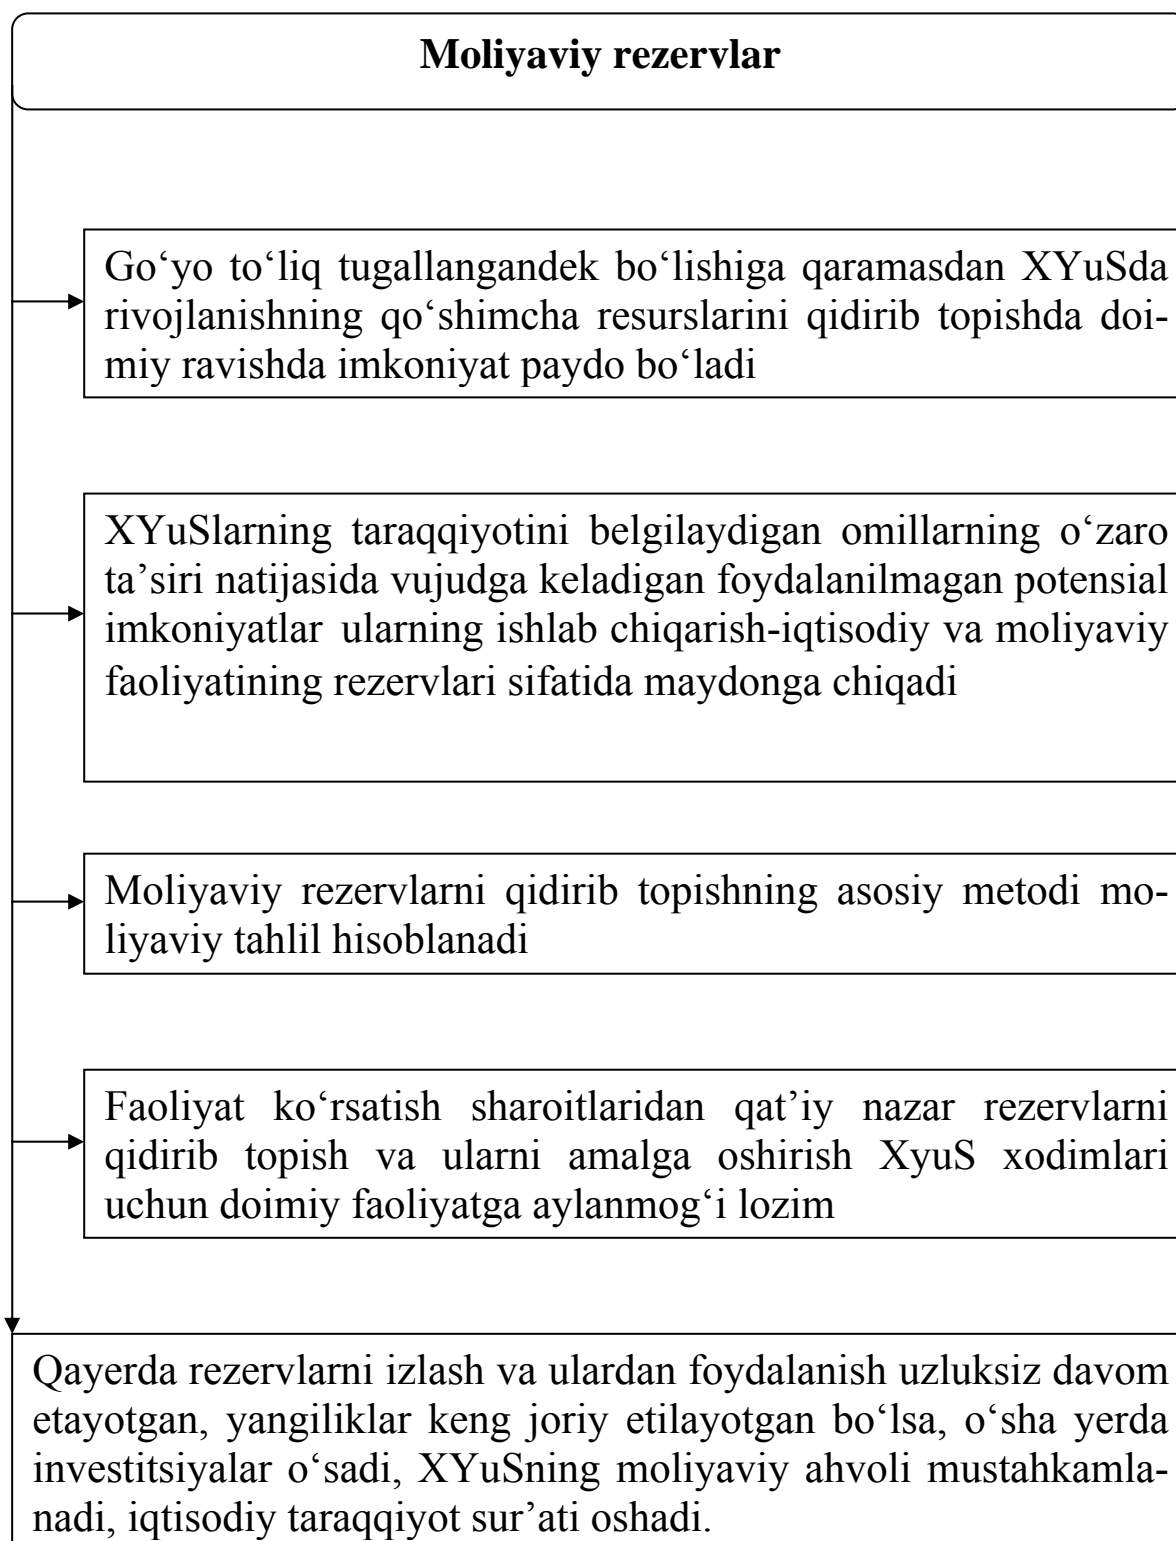 Moliyaviy rezervlar
Go‘yo to‘liq tugallangandek bo‘lishiga qaramasdan XYuSda
rivojlanishning qo‘shimcha resurslarini qidirib topishda doi-
miy ravishda imkoniyat paydo bo‘ladi
XYuSlarning taraqqiyotini belgilaydigan omillarning o‘zaro
ta’siri natijasida vujudga keladigan foydalanilmagan potensial
imkoniyatlar ularning ishlab chiqarish-iqtisodiy va moliyaviy
faoliyatining rezervlari sifatida maydonga chiqadi
Moliyaviy rezervlarni qidirib topishning asosiy metodi mo-
liyaviy tahlil hisoblanadi
Faoliyat ko‘rsatish sharoitlaridan qat’iy nazar rezervlarni
qidirib topish va ularni amalga oshirish XyuS xodimlari
uchun doimiy faoliyatga aylanmog‘i lozim
Qayerda rezervlarni izlash va ulardan foydalanish uzluksiz davom
etayotgan, yangiliklar keng joriy etilayotgan bo‘lsa, o‘sha yerda
investitsiyalar o‘sadi, XYuSning moliyaviy ahvoli mustahkamla-
nadi, iqtisodiy taraqqiyot sur’ati oshadi.